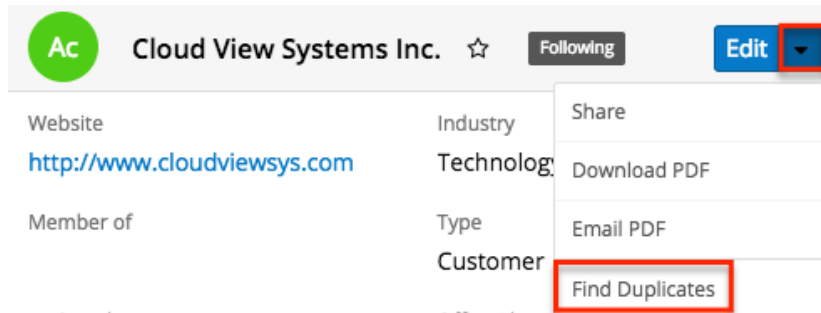 Ac Cloud View Systems Inc. Following Edit
Website Industry Share
http://www.cloudviewsys.com Technology Download PDF
Member of Type Email PDF
Customer
Find Duplicates